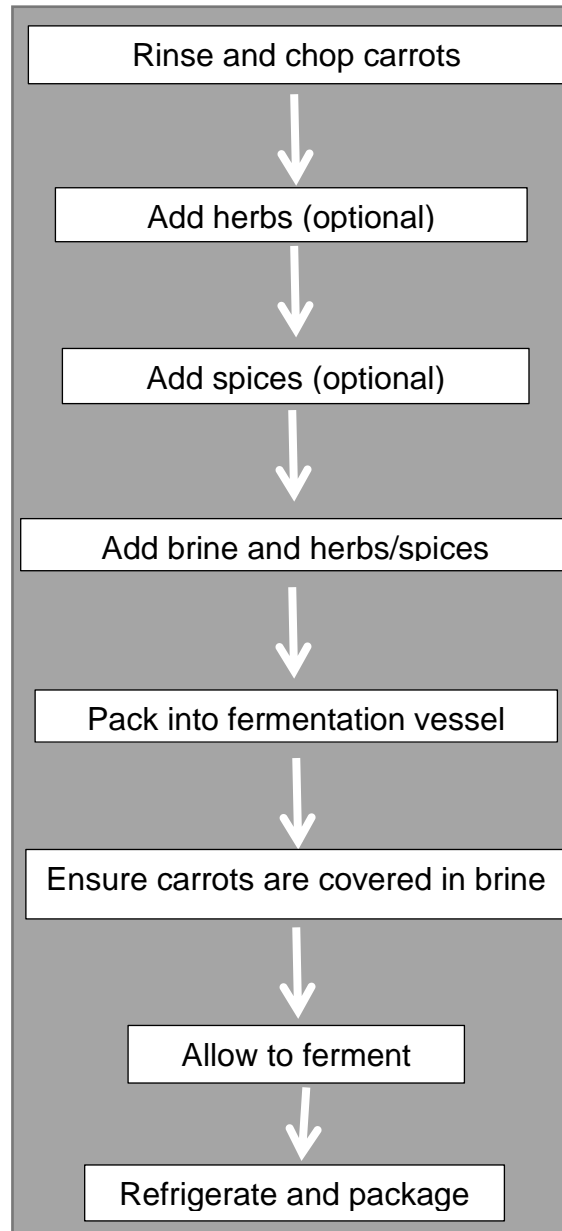 Rinse and chop carrots
Add herbs (optional)
Add spices (optional)
Add brine and herbs/spices
Pack into fermentation vessel
Ensure carrots are covered in brine
Allow to ferment
Refrigerate and package